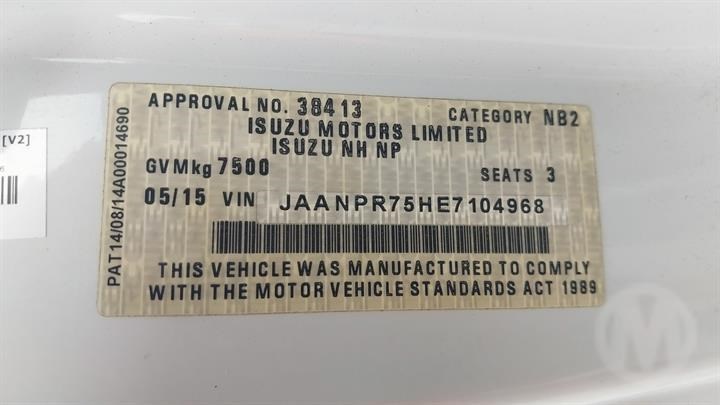 [V2]
PAT14/08/14A00014690
APPROVAL NO. 38413 CATEGORY NB2
ISUZU MOTORS LIMITED
ISUZU NH NP
GVMkg 7500 SEATS 3
05/15 VIN JAANPR75HE7104968
THIS VEHICLE WAS MANUFACTURED TO COMPLY
WITH THE MOTOR VEHICLE STANDARDS ACT 1989
M